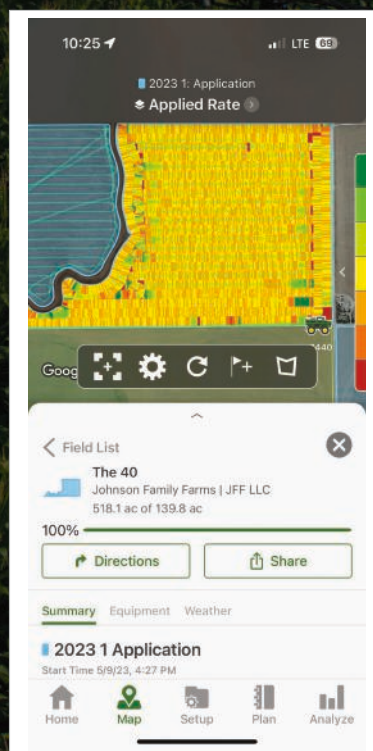 10:25
LTE 69
2023 1: Application
Applied Rate
440
Goog
Field List
The 40
Johnson Family Farms | JFF LLC
518.1 ac of 139.8 ac
100%
Directions
Share
Summary Equipment Weather
2023 1 Application
Start Time 5/9/23, 4:27 PM
Home Map Setup Plan Analyze